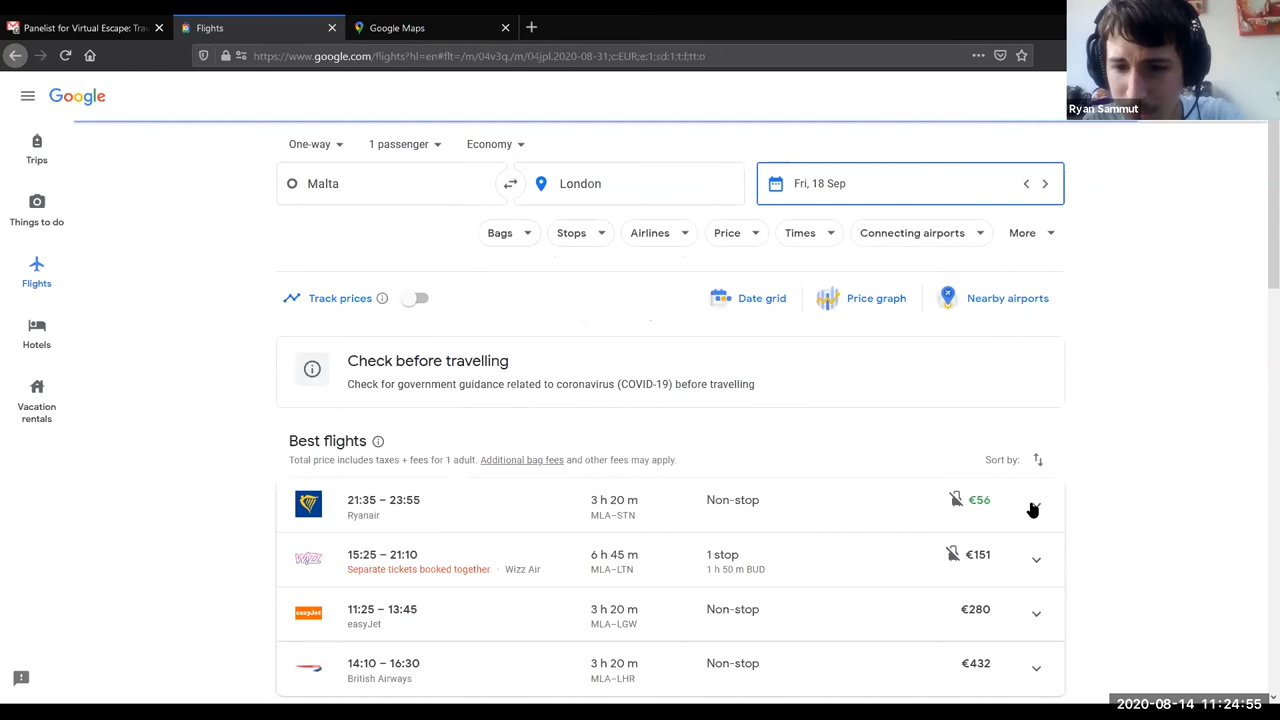 Panelist for Virtual Escape: Trav
Flights
Google Maps
https://www.google.com/flights?hl=en#flt=/m/04v3q./m/04jpl.2020-08-31;c:EUR;e:1;sd:1;t:f;tt:o
Ryan Sammut
Google
Trips
Things to do
Flights
Hotels
Vacation
rentals
One-way
1 passenger
Economy
Malta
London
Fri, 18 Sep
Bags
Stops
Airlines
Price
Times
Connecting airports
More
Track prices
Date grid
Price graph
Nearby airports
Check before travelling
Check for government guidance related to coronavirus (COVID-19) before travelling
Best flights
Total price includes taxes + fees for 1 adult. Additional bag fees and other fees may apply.
Sort by:
21:35 – 23:55
Ryanair
3 h 20 m
MLA–STN
Non-stop
€56
WIZZ
15:25 – 21:10
Separate tickets booked together · Wizz Air
6 h 45 m
MLA–LTN
1 stop
1 h 50 m BUD
€151
easyJet
11:25 – 13:45
easyJet
3 h 20 m
MLA–LGW
Non-stop
€280
14:10 – 16:30
British Airways
3 h 20 m
MLA–LHR
Non-stop
€432
2020-08-14 11:24:55